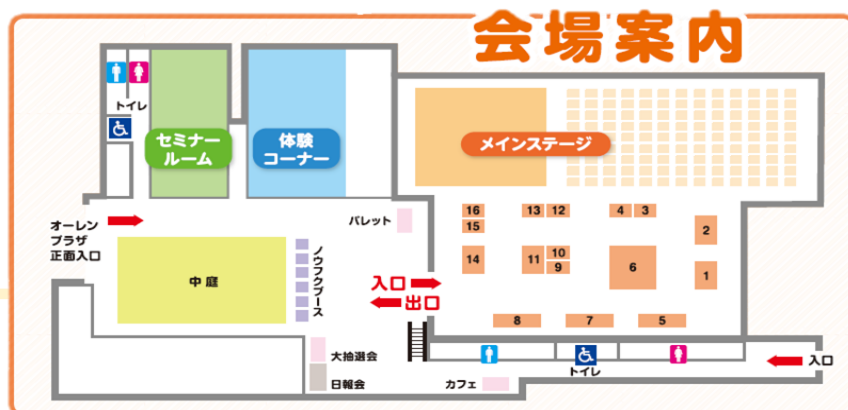 会場案内
トイレ
セミナー
ルーム
体験
コーナー
メインステージ
オーレン
プラザ
正面入口
中庭
ノウフクブース
パレット
入口
出口
16
15
14
13
12
11
10
9
4
3
6
2
1
8
7
5
大抽選会
日報会
カフェ
トイレ
入口